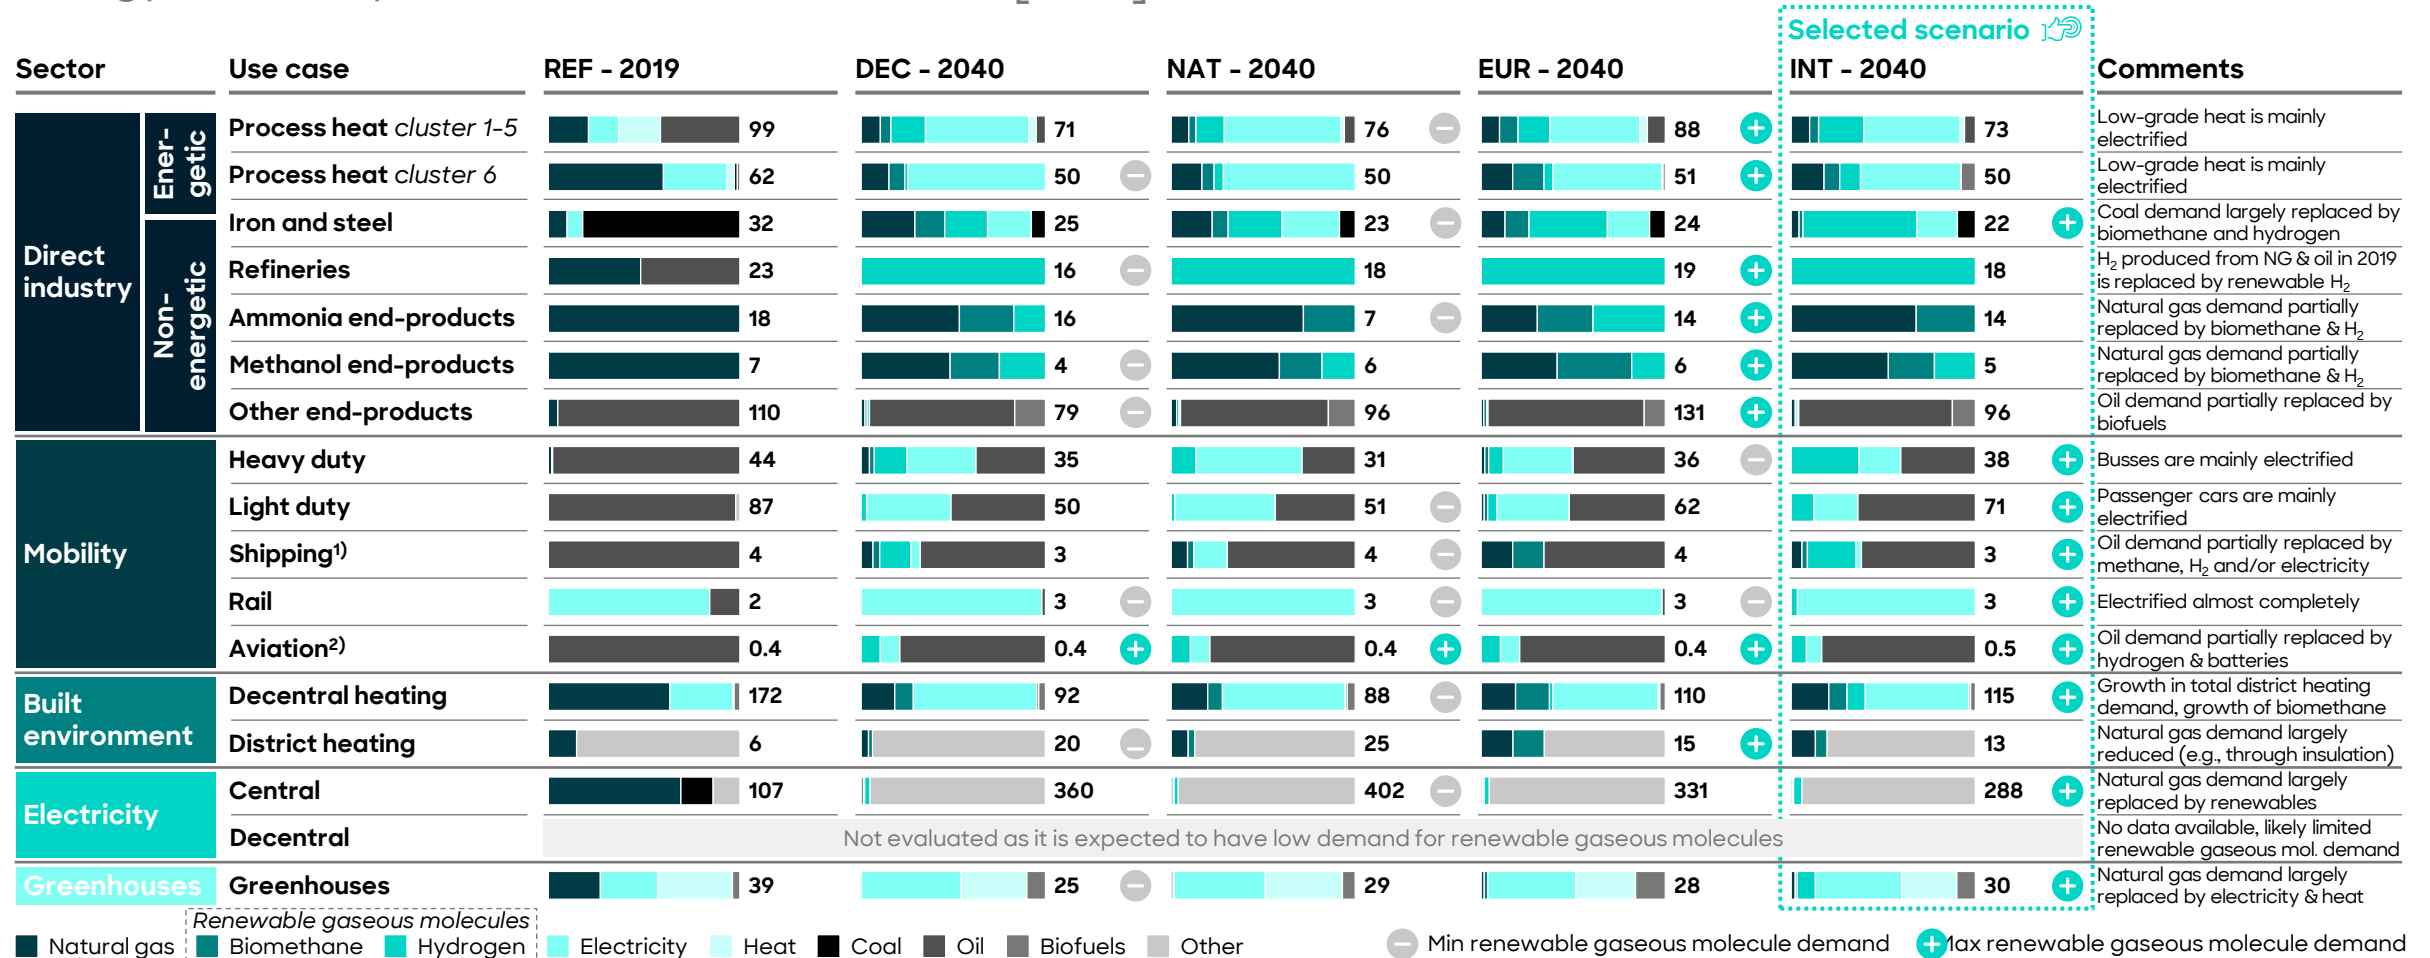 Selected scenario
Sector Use case REF - 2019 DEC - 2040 NAT - 2040 EUR - 2040 INT - 2040 Comments
Direct industry
Ener-getic
Non-energetic
Process heat cluster 1-5 99 71 76 88 73 Low-grade heat is mainly electrified
Process heat cluster 6 62 50 50 51 50 Low-grade heat is mainly electrified
Iron and steel 32 25 23 24 22 Coal demand largely replaced by biomethane and hydrogen
Refineries 23 16 18 19 18 H2 produced from NG & oil in 2019 is replaced by renewable H2
Ammonia end-products 18 16 7 14 14 Natural gas demand partially replaced by biomethane & H2
Methanol end-products 7 4 6 6 5 Natural gas demand partially replaced by biomethane & H2
Other end-products 110 79 96 131 96 Oil demand partially replaced by biofuels
Mobility
Heavy duty 44 35 31 36 38 Busses are mainly electrified
Light duty 87 50 51 62 71 Passenger cars are mainly electrified
Shipping1) 4 3 4 4 3 Oil demand partially replaced by methane, H2 and/or electricity
Rail 2 3 3 3 3 Electrified almost completely
Aviation2) 0.4 0.4 0.4 0.4 0.5 Oil demand partially replaced by hydrogen & batteries
Built environment
Decentral heating 172 92 88 110 115 Growth in total district heating demand, growth of biomethane
District heating 6 20 25 15 13 Natural gas demand largely reduced (e.g., through insulation)
Electricity
Central 107 360 402 331 288 Natural gas demand largely replaced by renewables
Decentral Not evaluated as it is expected to have low demand for renewable gaseous molecules No data available, likely limited renewable gaseous mol. demand
Greenhouses Greenhouses 39 25 29 28 30 Natural gas demand largely replaced by electricity & heat
Renewable gaseous molecules
Natural gas Biomethane Hydrogen Electricity Heat Coal Oil Biofuels Other Min renewable gaseous molecule demand Max renewable gaseous molecule demand